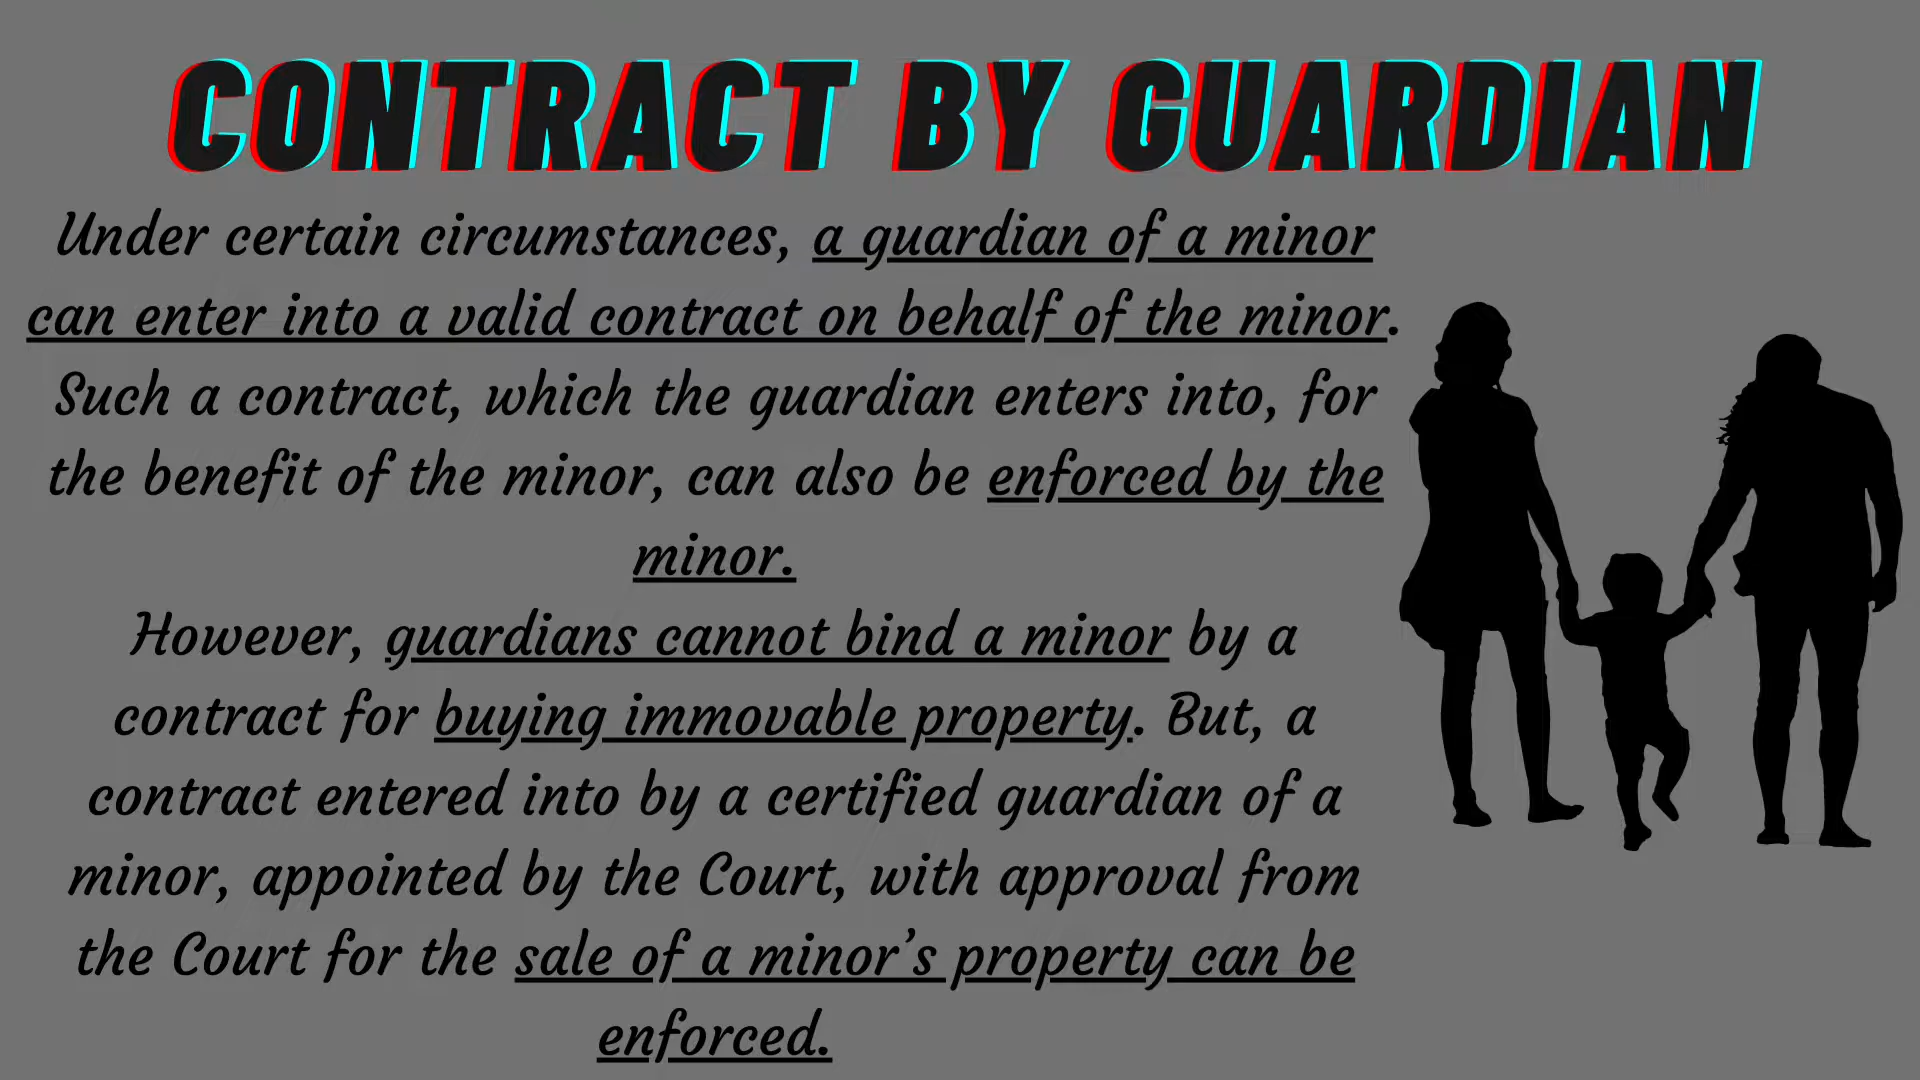 CONTRACT BY GUARDIAN
Under certain circumstances, a guardian of a minor
can enter into a valid contract on behalf of the minor.
Such a contract, which the guardian enters into, for
the benefit of the minor, can also be enforced by the
minor.
However, guardians cannot bind a minor by a
contract for buying immovable property. But, a
contract entered into by a certified guardian of a
minor, appointed by the Court, with approval from
the Court for the sale of a minor’s property can be
enforced.